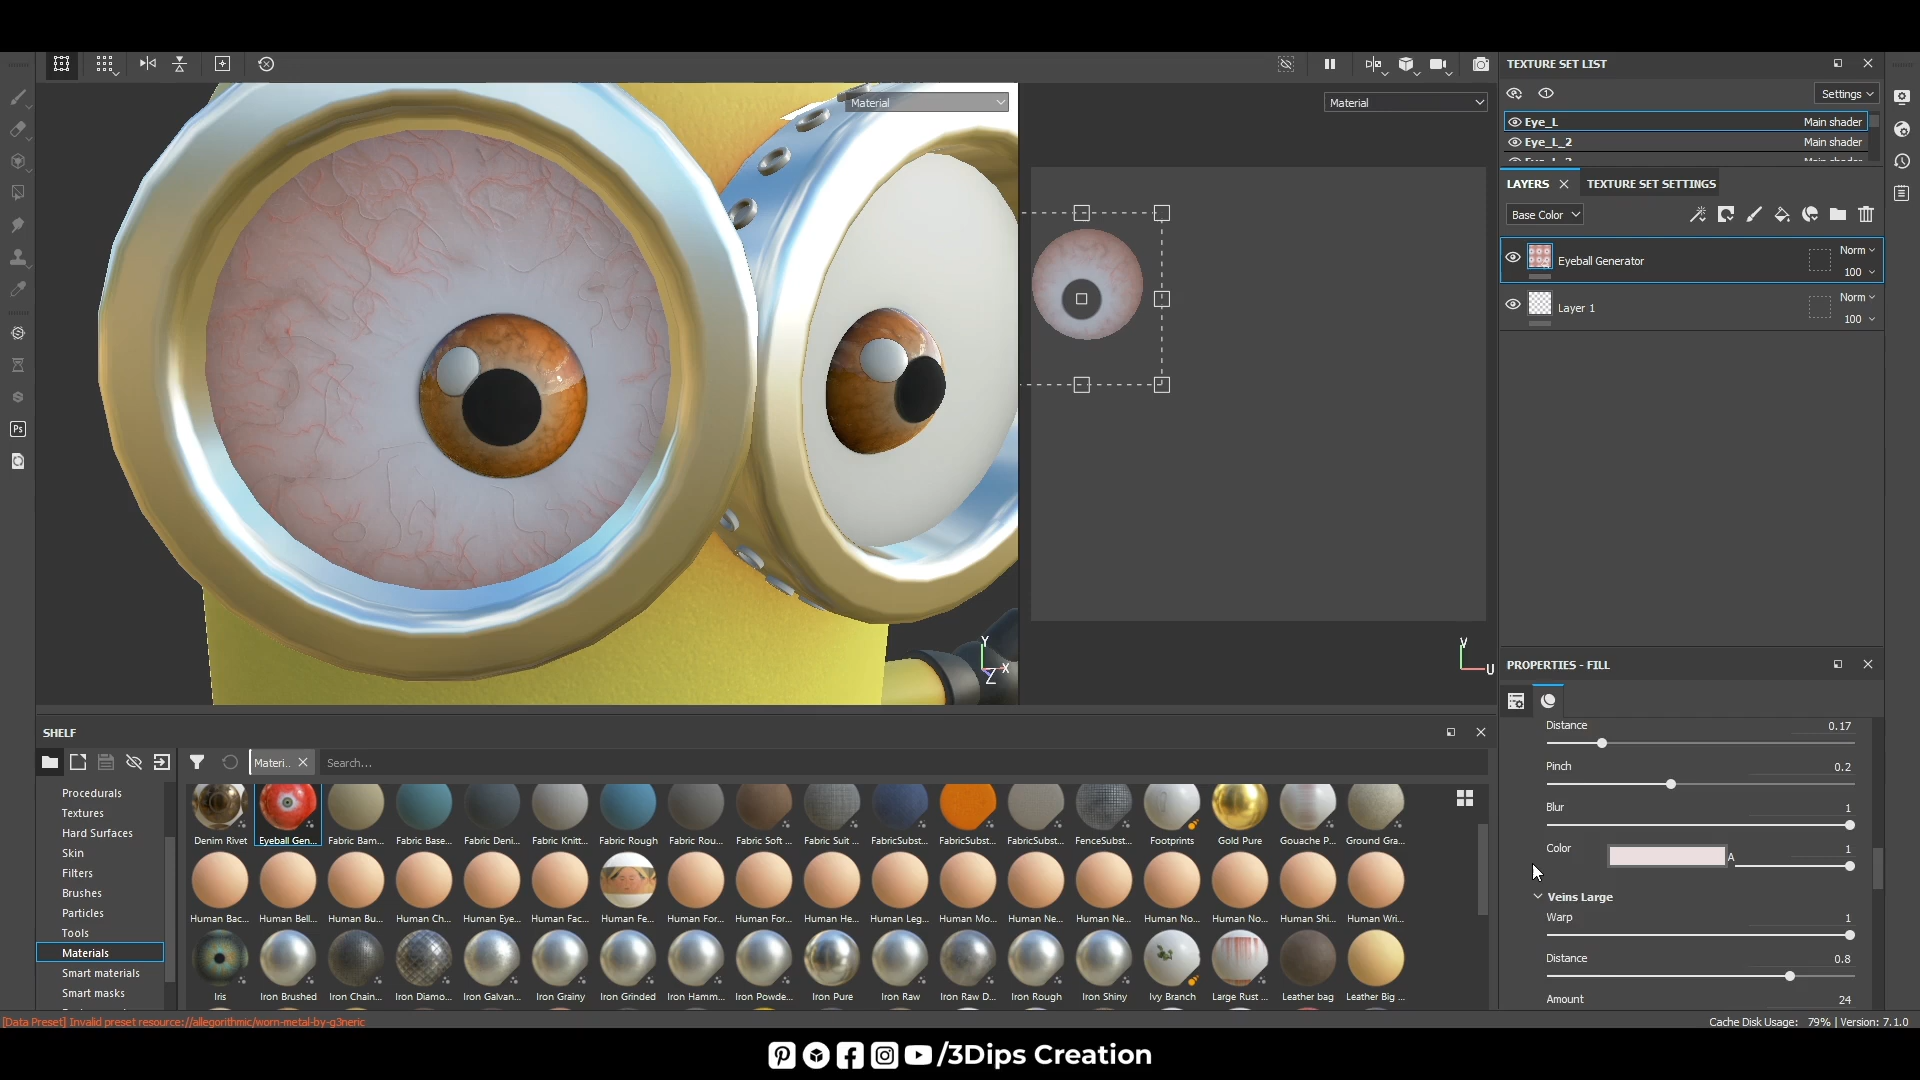 TEXTURE SET LIST
Material
Material
Settings
Eye_L Main shader
Eye_L_2 Main shader
LAYERS TEXTURE SET SETTINGS
Base Color
Norm
Eyeball Generator
100
Norm
Layer 1
100
Y
X
Z
V
U
PROPERTIES - FILL
Distance 0.17
Pinch 0.2
Blur 1
Color A 1
Veins Large
Warp 1
Distance 0.8
Amount 24
SHELF
Materi.. Search...
Procedurals
Textures
Hard Surfaces
Skin
Filters
Brushes
Particles
Tools
Materials
Smart materials
Smart masks
Ps
Denim Rivet Eyeball Gen... Fabric Bam... Fabric Base... Fabric Deni... Fabric Knitt... Fabric Rough Fabric Rou... Fabric Soft ... Fabric Suit ... FabricSubst... FabricSubst... FabricSubst... FenceSubst... Footprints Gold Pure Gouache P... Ground Gra...
Human Bac... Human Bell... Human Bu... Human Ch... Human Eye... Human Fac... Human Fe... Human For... Human For... Human He... Human Leg... Human Mo... Human Ne... Human Ne... Human No... Human No... Human Shi... Human Wri...
Iris Iron Brushed Iron Chain... Iron Diamo... Iron Galvan... Iron Grainy Iron Grinded Iron Hamm... Iron Powde... Iron Pure Iron Raw Iron Raw D... Iron Rough Iron Shiny Ivy Branch Large Rust ... Leather bag Leather Big ...
[Data Preset] Invalid preset resource://allegorithmic/worn-metal-by-g3neric
Cache Disk Usage: 79% | Version: 7.1.0
/3Dips Creation